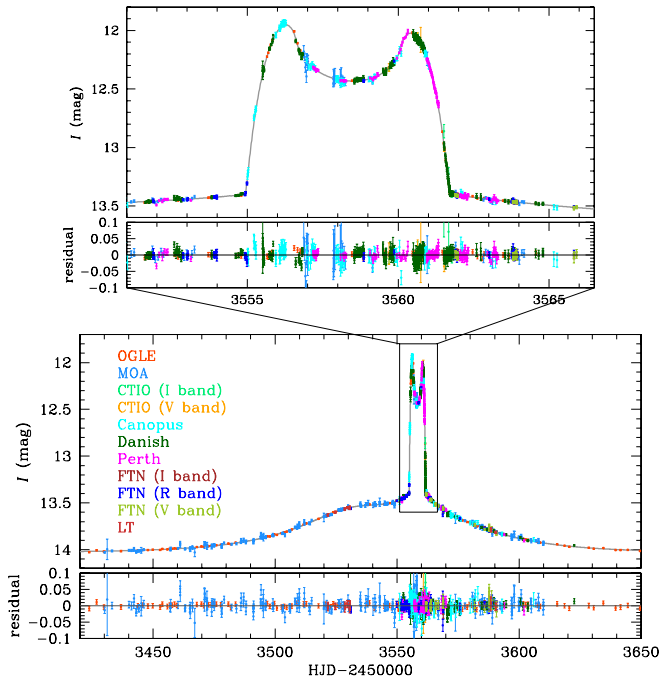 12
12.5
13
13.5
I (mag)
0.1
0.05
0
−0.05
−0.1
residual
3555
3560
3565
12
12.5
13
13.5
14
I (mag)
OGLE
MOA
CTIO (I band)
CTIO (V band)
Canopus
Danish
Perth
FTN (I band)
FTN (R band)
FTN (V band)
LT
0.1
0.05
0
−0.05
−0.1
residual
3450
3500
3550
3600
3650
HJD−2450000